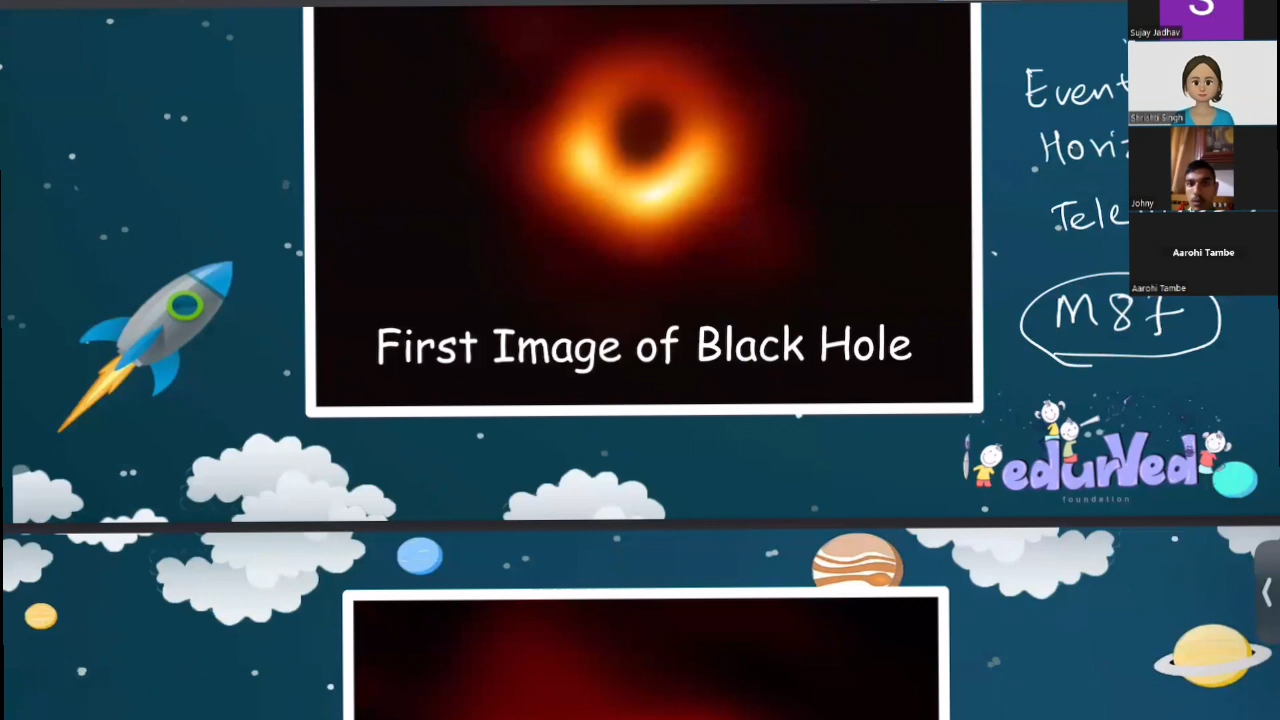 S
Sujay Jadhav
Event
Shristi Singh
Horiz
Johny
Tele
Aarohi Tambe
Aarohi Tambe
M87
First Image of Black Hole
edurved
foundation